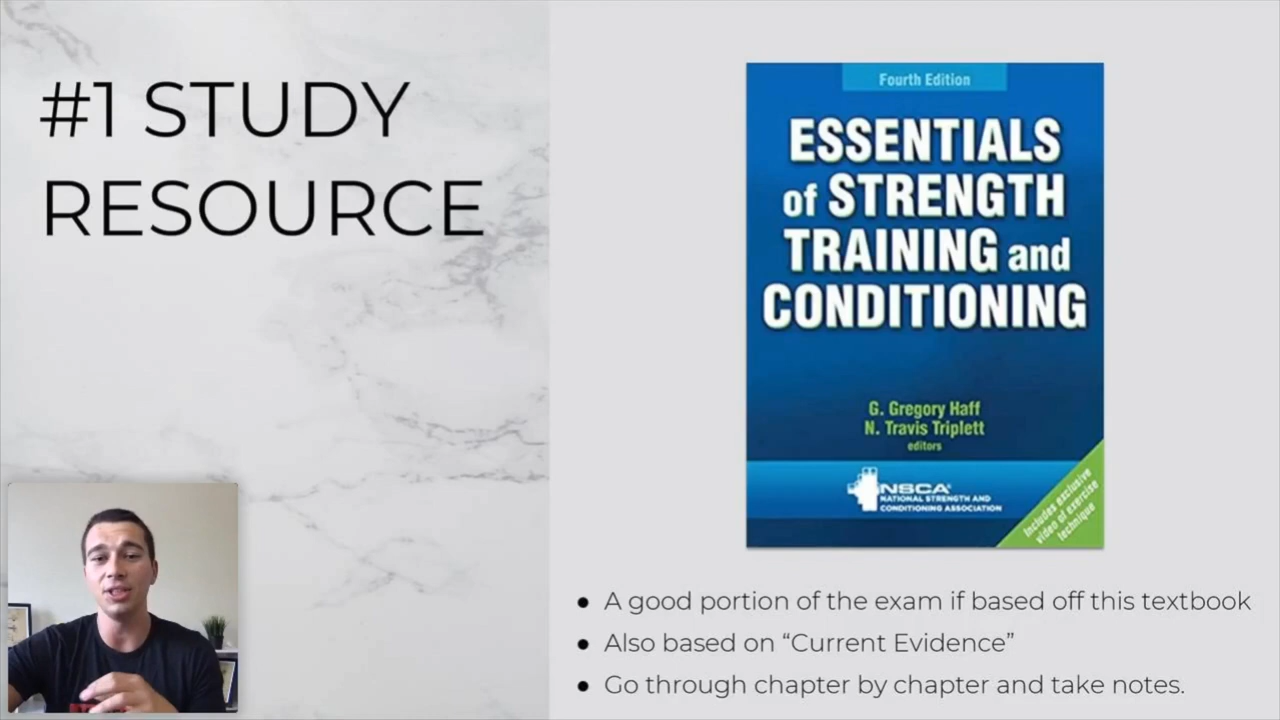 #1 STUDY
RESOURCE
Fourth Edition
ESSENTIALS
of STRENGTH
TRAINING and
CONDITIONING
G. Gregory Haff
N. Travis Triplett
editors
NSCA®
NATIONAL STRENGTH AND
CONDITIONING ASSOCIATION
Includes exclusive
video of exercise
technique
● A good portion of the exam if based off this textbook
● Also based on “Current Evidence”
● Go through chapter by chapter and take notes.